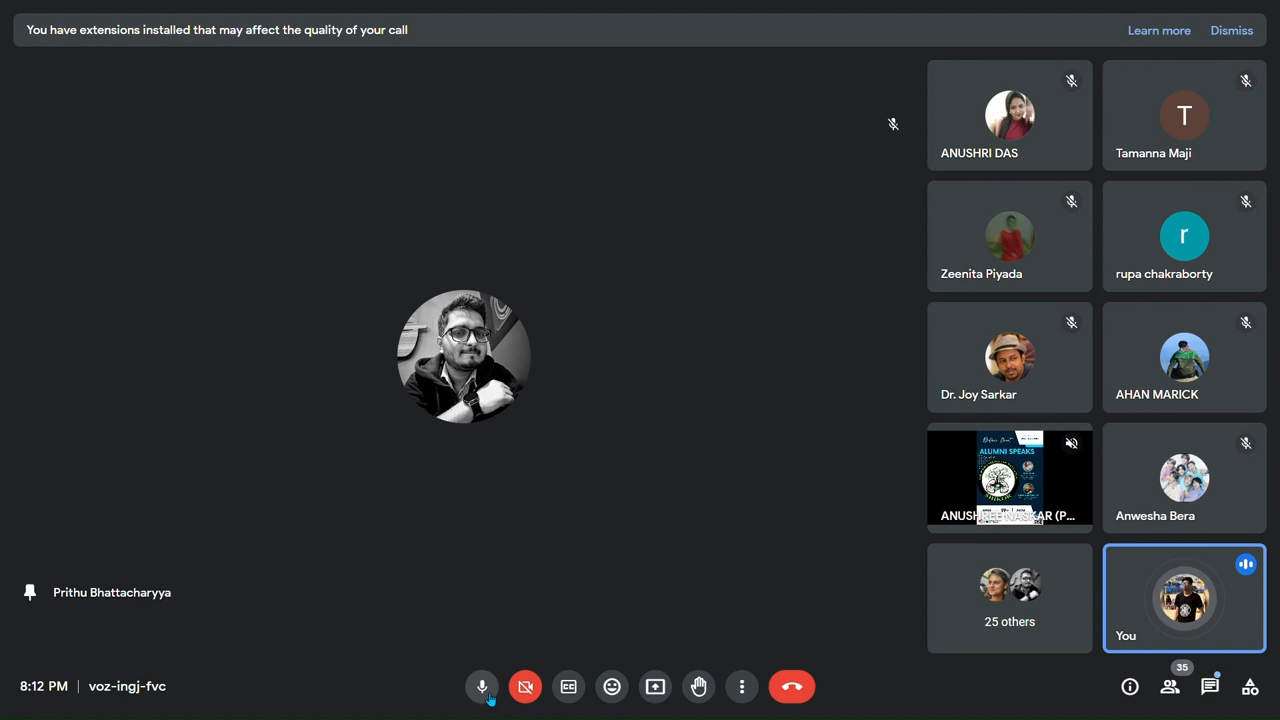 You have extensions installed that may affect the quality of your call
Learn more
Dismiss
ANUSHRI DAS
T
Tamanna Maji
Zeenita Piyada
r
rupa chakraborty
Dr. Joy Sarkar
AHAN MARICK
ALUMNI SPEAKS
ANUSHREE NASKAR (P...
Anwesha Bera
25 others
You
Prithu Bhattacharyya
8:12 PM | voz-ingj-fvc
35